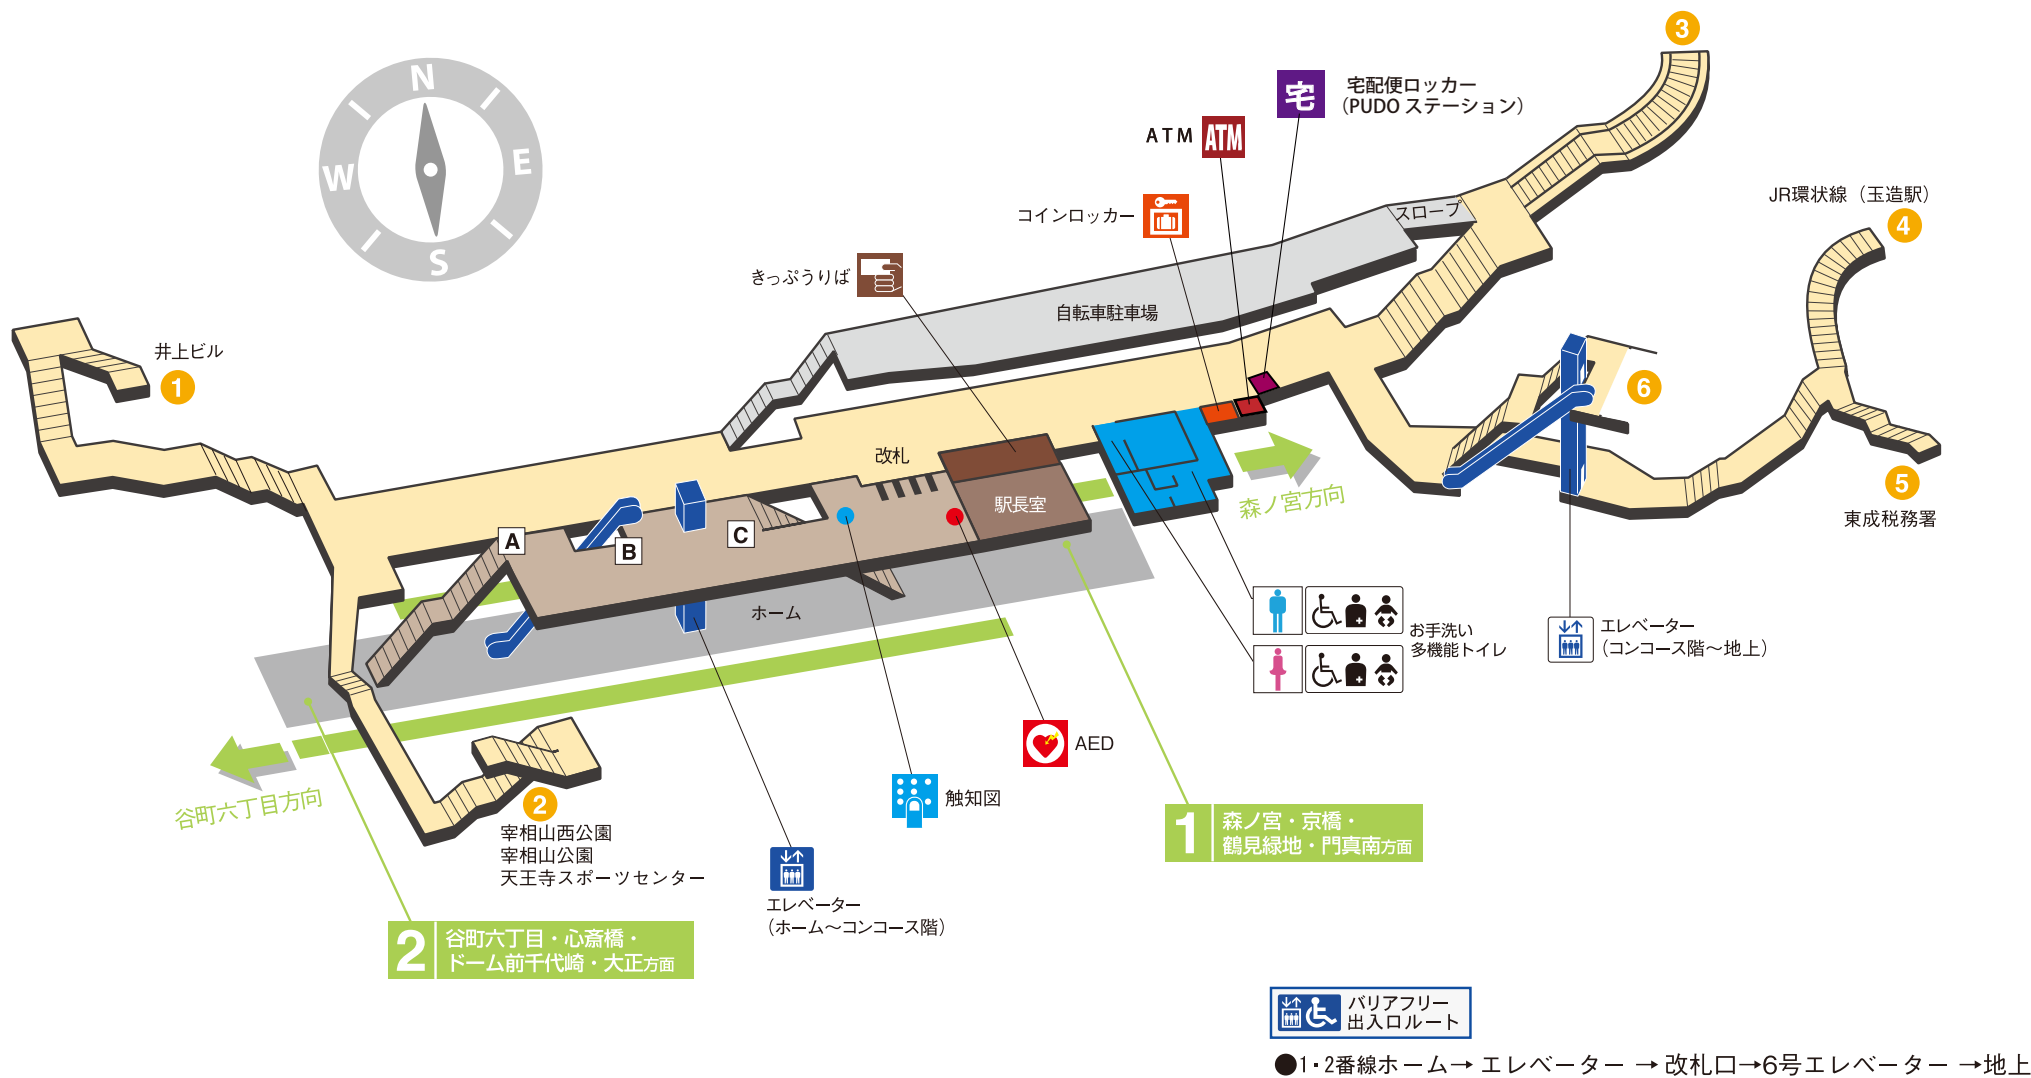 N
E
W
S
3
宅
宅配便ロッカー
(PUDO ステーション)
ATM
ATM
JR環状線(玉造駅)
4
コインロッカー
スロープ
きっぷうりば
自転車駐車場
井上ビル
1
6
改札
駅長室
5
東成税務署
森ノ宮方向
A
B
C
ホーム
お手洗い
多機能トイレ
エレベーター
(コンコース階〜地上)
AED
触知図
谷町六丁目方向
2
宰相山西公園
宰相山公園
天王寺スポーツセンター
1
森ノ宮・京橋・
鶴見緑地・門真南方面
エレベーター
(ホーム〜コンコース階)
2
谷町六丁目・心斎橋・
ドーム前千代崎・大正方面
バリアフリー
出入口ルート
●1・2番線ホーム→ エレベーター → 改札口→6号エレベーター →地上